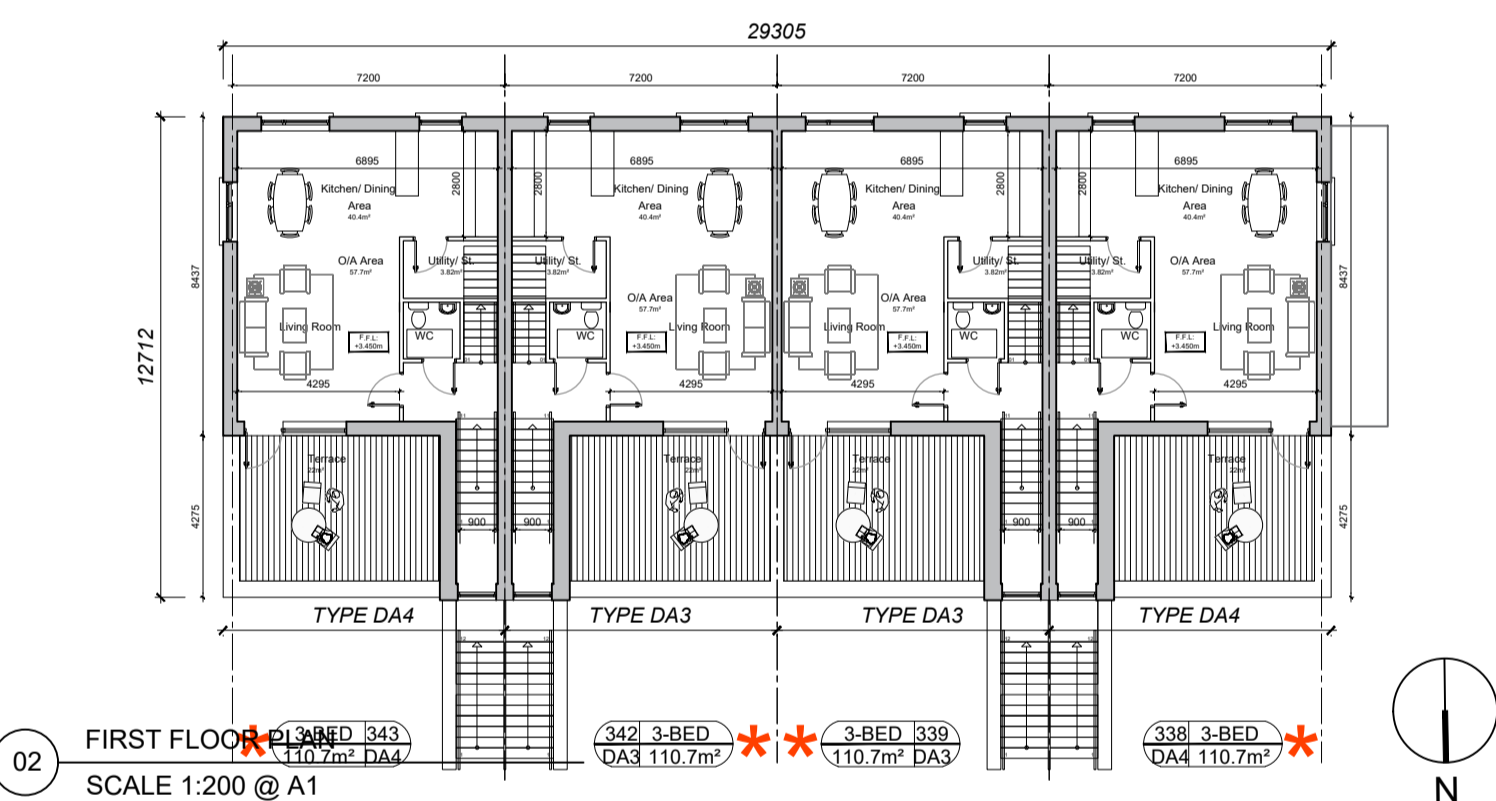 29305
7200 7200 7200 7200
6895 6895 6895 6895
2800 2800 2800 2800
Kitchen/ Dining Kitchen/ Dining Kitchen/ Dining Kitchen/ Dining
Area Area Area Area
40.4m² 40.4m² 40.4m² 40.4m²
O/A Area Utility/ St. Utility/ St. Utility/ St. Utility/ St. O/A Area
57.7m² 3.82m² 3.82m² 3.82m² 3.82m² 57.7m²
8437 8437
O/A Area O/A Area
57.7m² 57.7m²
Living Room Living Room Living Room Living Room
WC WC WC WC
F.F.L: F.F.L: F.F.L: F.F.L:
+3.450m +3.450m +3.450m +3.450m
12712
4295 4295 4295 4295
Terrace Terrace Terrace Terrace
22m² 22m² 22m² 22m²
4275 4275
900 900 900 900
TYPE DA4 TYPE DA3 TYPE DA3 TYPE DA4
3-BED 343
110.7m² DA4
342 3-BED
DA3 110.7m²
3-BED 339
110.7m² DA3
338 3-BED
DA4 110.7m²
02
FIRST FLOOR PLAN
SCALE 1:200 @ A1
N